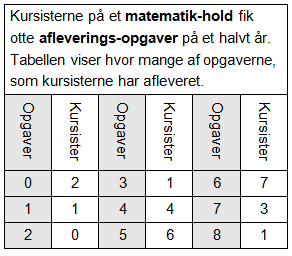 Kursisterne på et matematik-hold fik
otte afleverings-opgaver på et halvt år.
Tabellen viser hvor mange af opgaverne,
som kursisterne har afleveret.
Opgaver Kursister Opgaver Kursister Opgaver Kursister
0 2 3 1 6 7
1 1 4 4 7 3
2 0 5 6 8 1